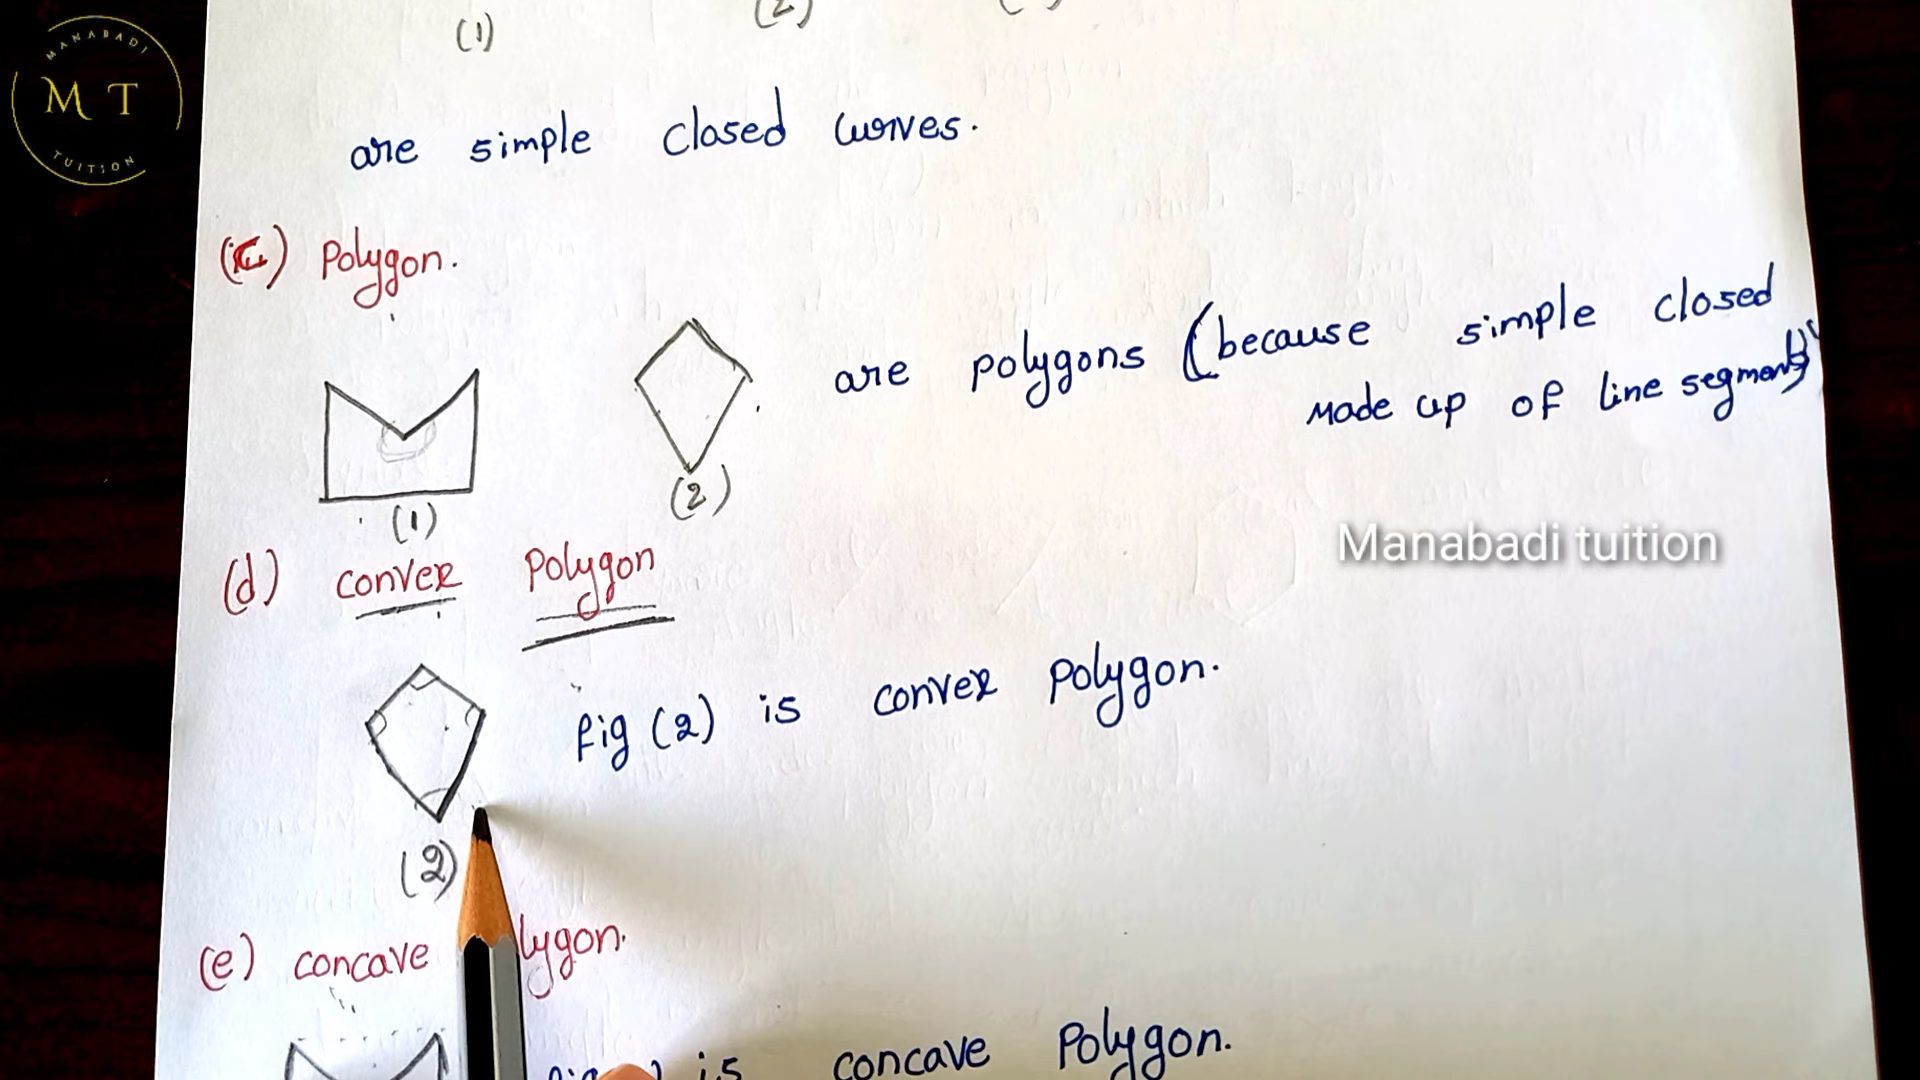 MANABADI
M T
TUITION
(1)
(2)
are simple closed curves.
Polygon.
are polygons (because simple closed
made up of line segments)
(1)
(2)
Manabadi tuition
(d) convex Polygon
fig (2) is convex polygon.
(2)
(e) concave lygon.
is concave Polygon.